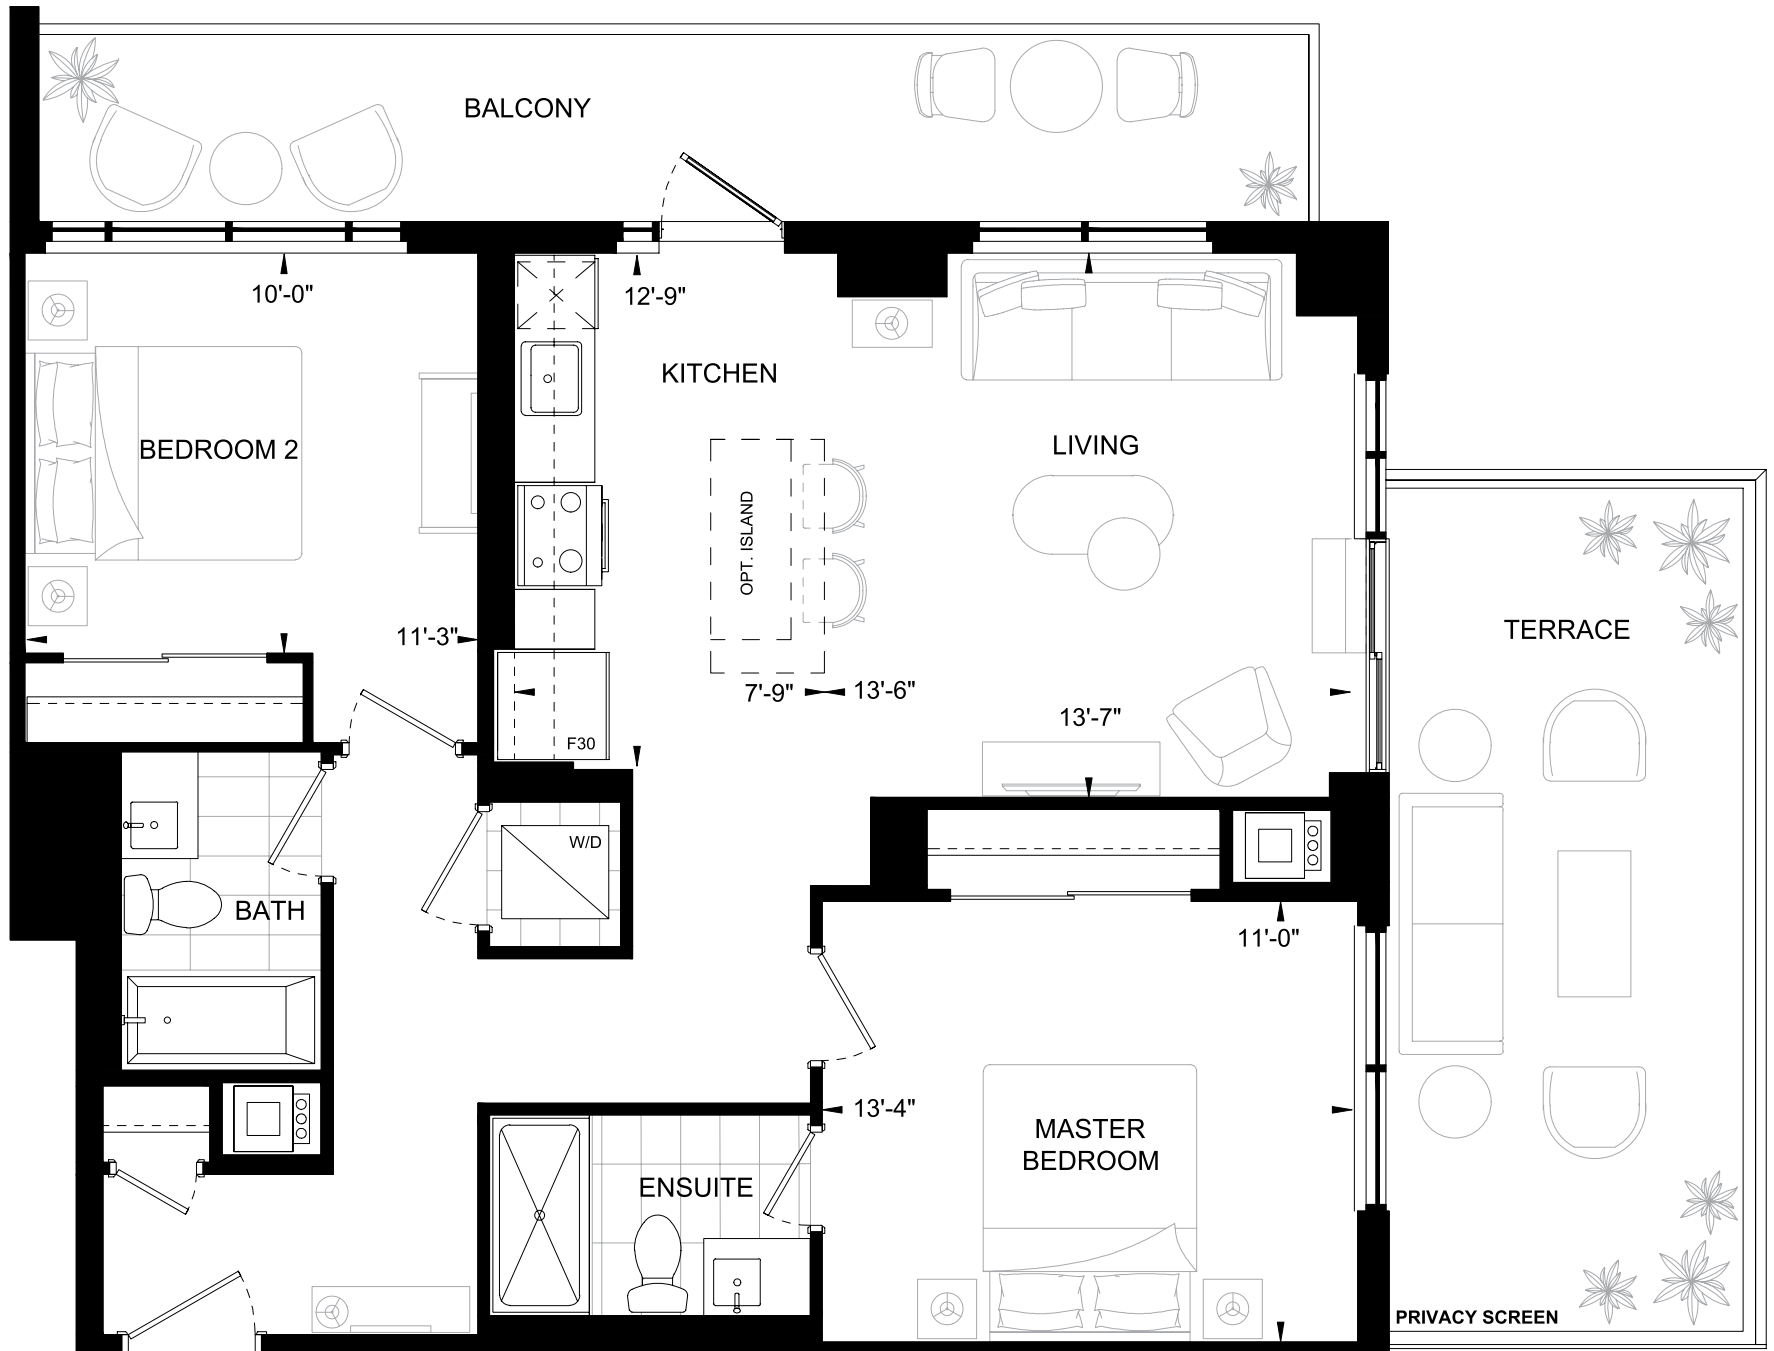 BALCONY
10'-0"
12'-9"
KITCHEN
BEDROOM 2
LIVING
OPT. ISLAND
TERRACE
11'-3"
7'-9"
13'-6"
13'-7"
F30
W/D
BATH
11'-0"
13'-4"
MASTER
BEDROOM
ENSUITE
PRIVACY SCREEN